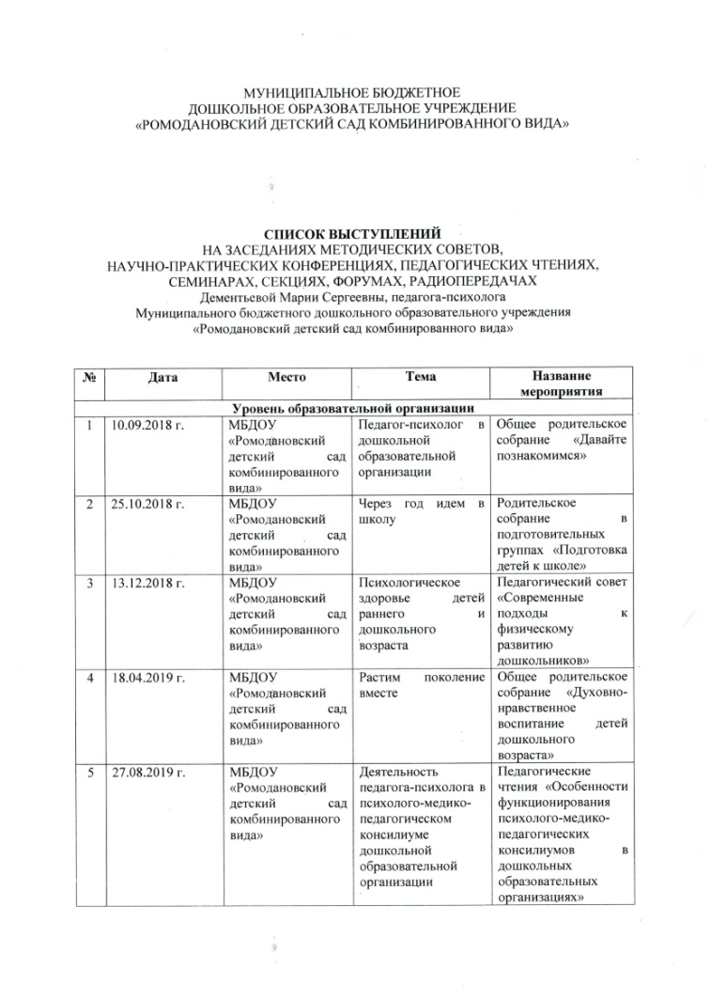 МУНИЦИПАЛЬНОЕ БЮДЖЕТНОЕ
ДОШКОЛЬНОЕ ОБРАЗОВАТЕЛЬНОЕ УЧРЕЖДЕНИЕ
«РОМОДАНОВСКИЙ ДЕТСКИЙ САД КОМБИНИРОВАННОГО ВИДА»
СПИСОК ВЫСТУПЛЕНИЙ
НА ЗАСЕДАНИЯХ МЕТОДИЧЕСКИХ СОВЕТОВ,
НАУЧНО-ПРАКТИЧЕСКИХ КОНФЕРЕНЦИЯХ, ПЕДАГОГИЧЕСКИХ ЧТЕНИЯХ,
СЕМИНАРАХ, СЕКЦИЯХ, ФОРУМАХ, РАДИОПЕРЕДАЧАХ
Дементьевой Марии Сергеевны, педагога-психолога
Муниципального бюджетного дошкольного образовательного учреждения
«Ромодановский детский сад комбинированного вида»
№ Дата Место Тема Название
мероприятия
Уровень образовательной организации
1 10.09.2018 г. МБДОУ Педагог-психолог в Общее родительское
«Ромодановский дошкольной собрание «Давайте
детский сад образовательной познакомимся»
комбинированного организации
вида»
2 25.10.2018 г. МБДОУ Через год идем в Родительское
«Ромодановский школу собрание в
детский сад подготовительных
комбинированного группах «Подготовка
вида» детей к школе»
3 13.12.2018 г. МБДОУ Психологическое Педагогический совет
«Ромодановский здоровье детей «Современные
детский сад раннего и подходы к
комбинированного дошкольного физическому
вида» возраста развитию
дошкольников»
4 18.04.2019 г. МБДОУ Растим поколение Общее родительское
«Ромодановский вместе собрание «Духовно-
детский сад нравственное
комбинированного воспитание детей
вида» дошкольного
возраста»
5 27.08.2019 г. МБДОУ Деятельность Педагогические
«Ромодановский педагога-психолога в чтения «Особенности
детский сад психолого-медико- функционирования
комбинированного педагогическом психолого-медико-
вида» консилиуме педагогических
дошкольной консилиумов в
образовательной дошкольных
организации образовательных
организациях»